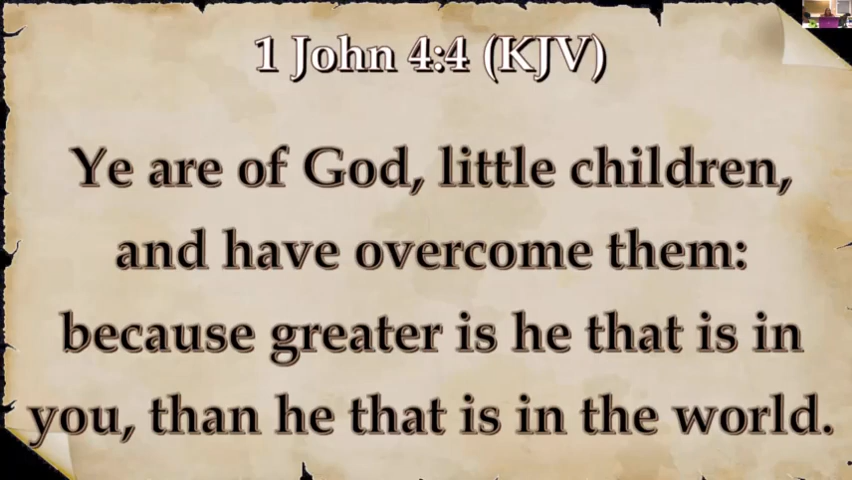 1 John 4:4 (KJV)
Ye are of God, little children,
and have overcome them:
because greater is he that is in
you, than he that is in the world.